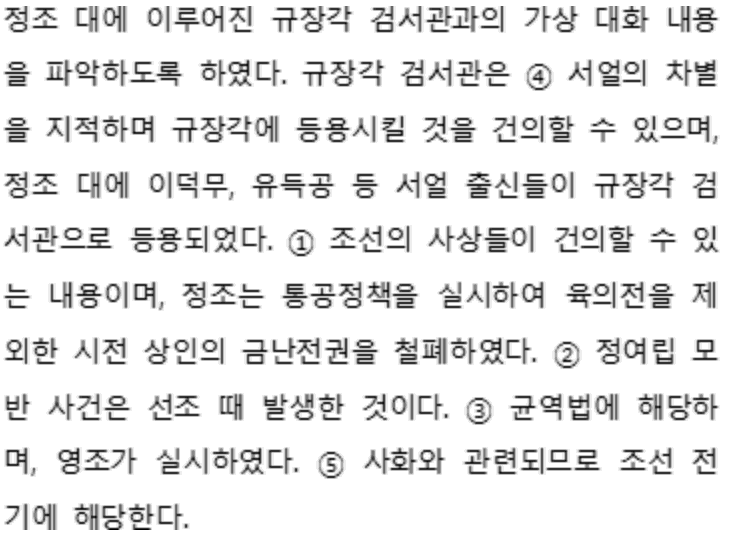 정조 대에 이루어진 규장각 검서관과의 가상 대화 내용
을 파악하도록 하였다. 규장각 검서관은 ④ 서얼의 차별
을 지적하며 규장각에 등용시킬 것을 건의할 수 있으며,
정조 대에 이덕무, 유득공 등 서얼 출신들이 규장각 검
서관으로 등용되었다. ① 조선의 사상들이 건의할 수 있
는 내용이며, 정조는 통공정책을 실시하여 육의전을 제
외한 시전 상인의 금난전권을 철폐하였다. ② 정여립 모
반 사건은 선조 때 발생한 것이다. ③ 균역법에 해당하
며, 영조가 실시하였다. ⑤ 사화와 관련되므로 조선 전
기에 해당한다.